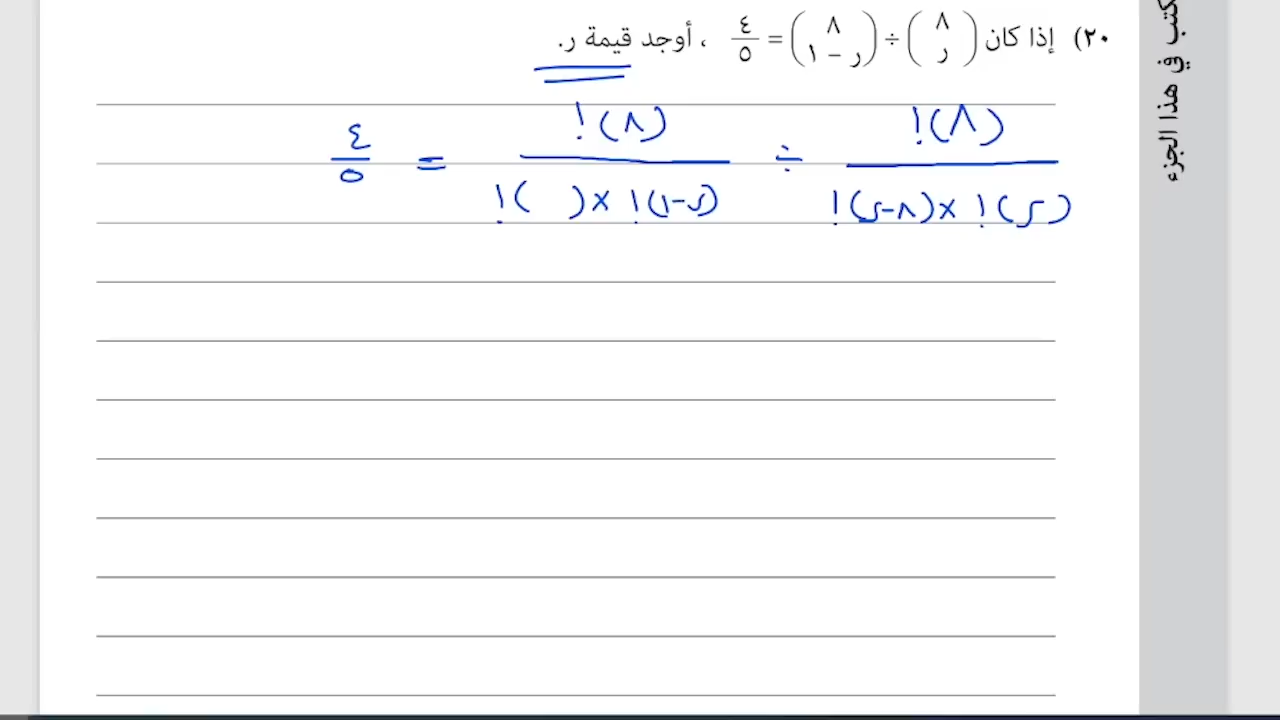 ٢٠) إذا كان (٨ ر) ÷ (٨ ر − ١) = ٤/٥ ، أوجد قيمة ر.
(٨)! / (ر)! × (٨-ر)! ÷ (٨)! / (ر-١)! × ( )! = ٤/٥
كتب في هذا الجزء